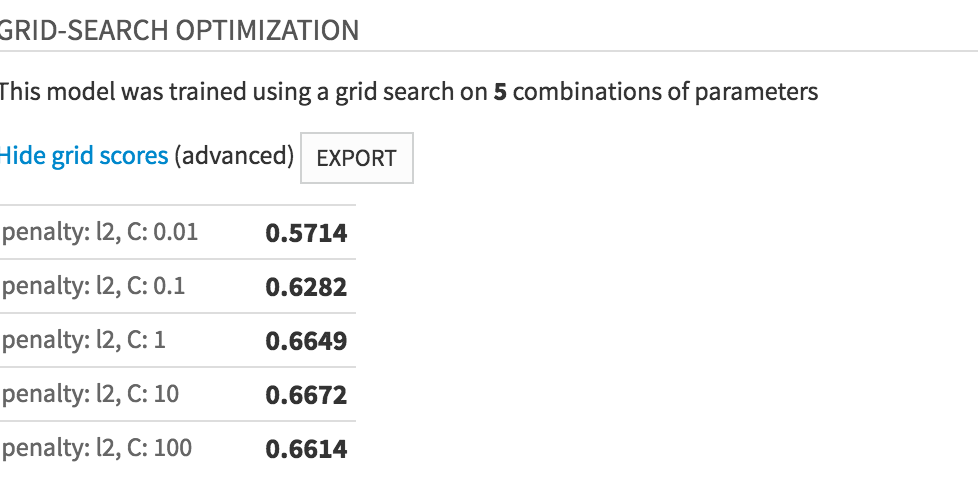 GRID-SEARCH OPTIMIZATION
This model was trained using a grid search on 5 combinations of parameters
Hide grid scores (advanced) EXPORT
penalty: l2, C: 0.01 0.5714
penalty: l2, C: 0.1 0.6282
penalty: l2, C: 1 0.6649
penalty: l2, C: 10 0.6672
penalty: l2, C: 100 0.6614